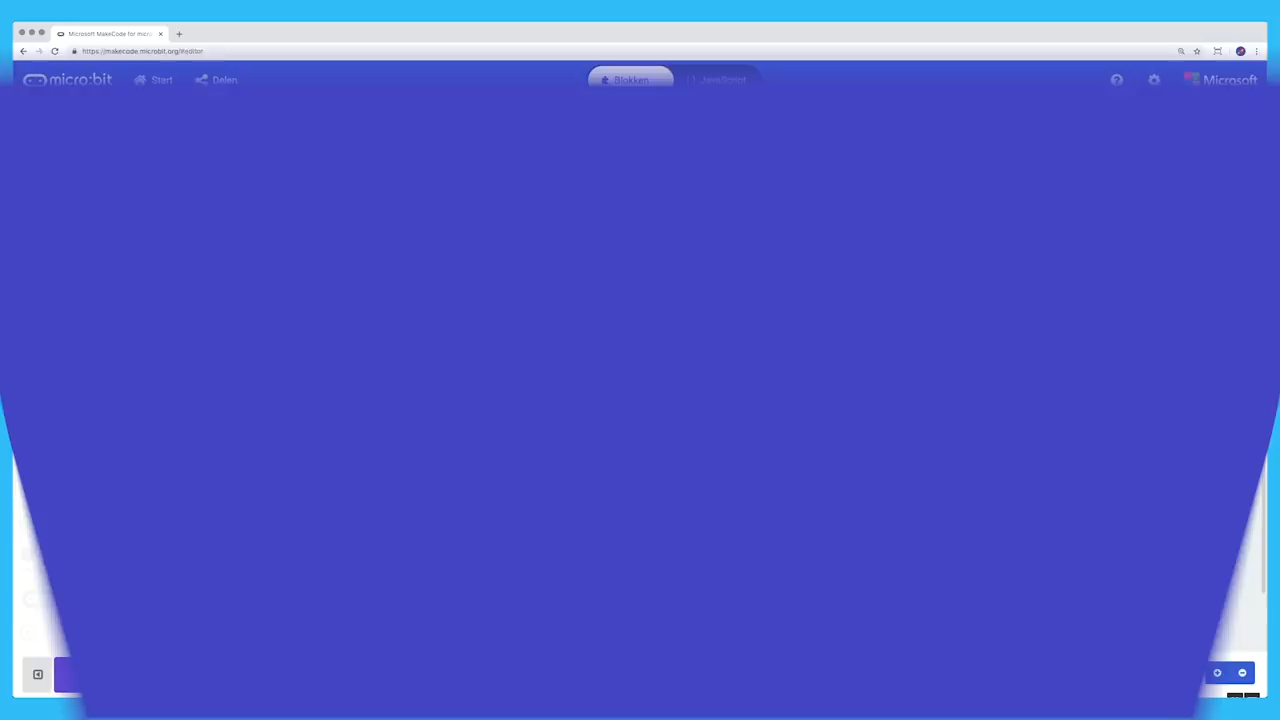 Microsoft MakeCode for micro:
https://makecode.microbit.org/#editor
micro:bit Start Delen Blokken JavaScript Microsoft